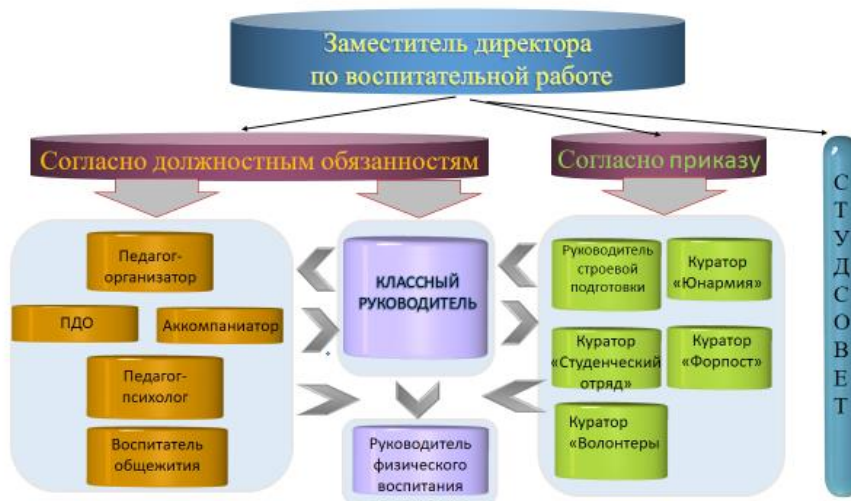 Заместитель директора
по воспитательной работе
Согласно должностным обязанностям
Согласно приказу
СТУДСОВЕТ
Педагог-
организатор
ПДО
Аккомпаниатор
Педагог-
психолог
Воспитатель
общежития
КЛАССНЫЙ
РУКОВОДИТЕЛЬ
Руководитель
физического
воспитания
Руководитель
строевой
подготовки
Куратор
«Юнармия»
Куратор
«Студенческий
отряд»
Куратор
«Форпост»
Куратор
«Волонтеры